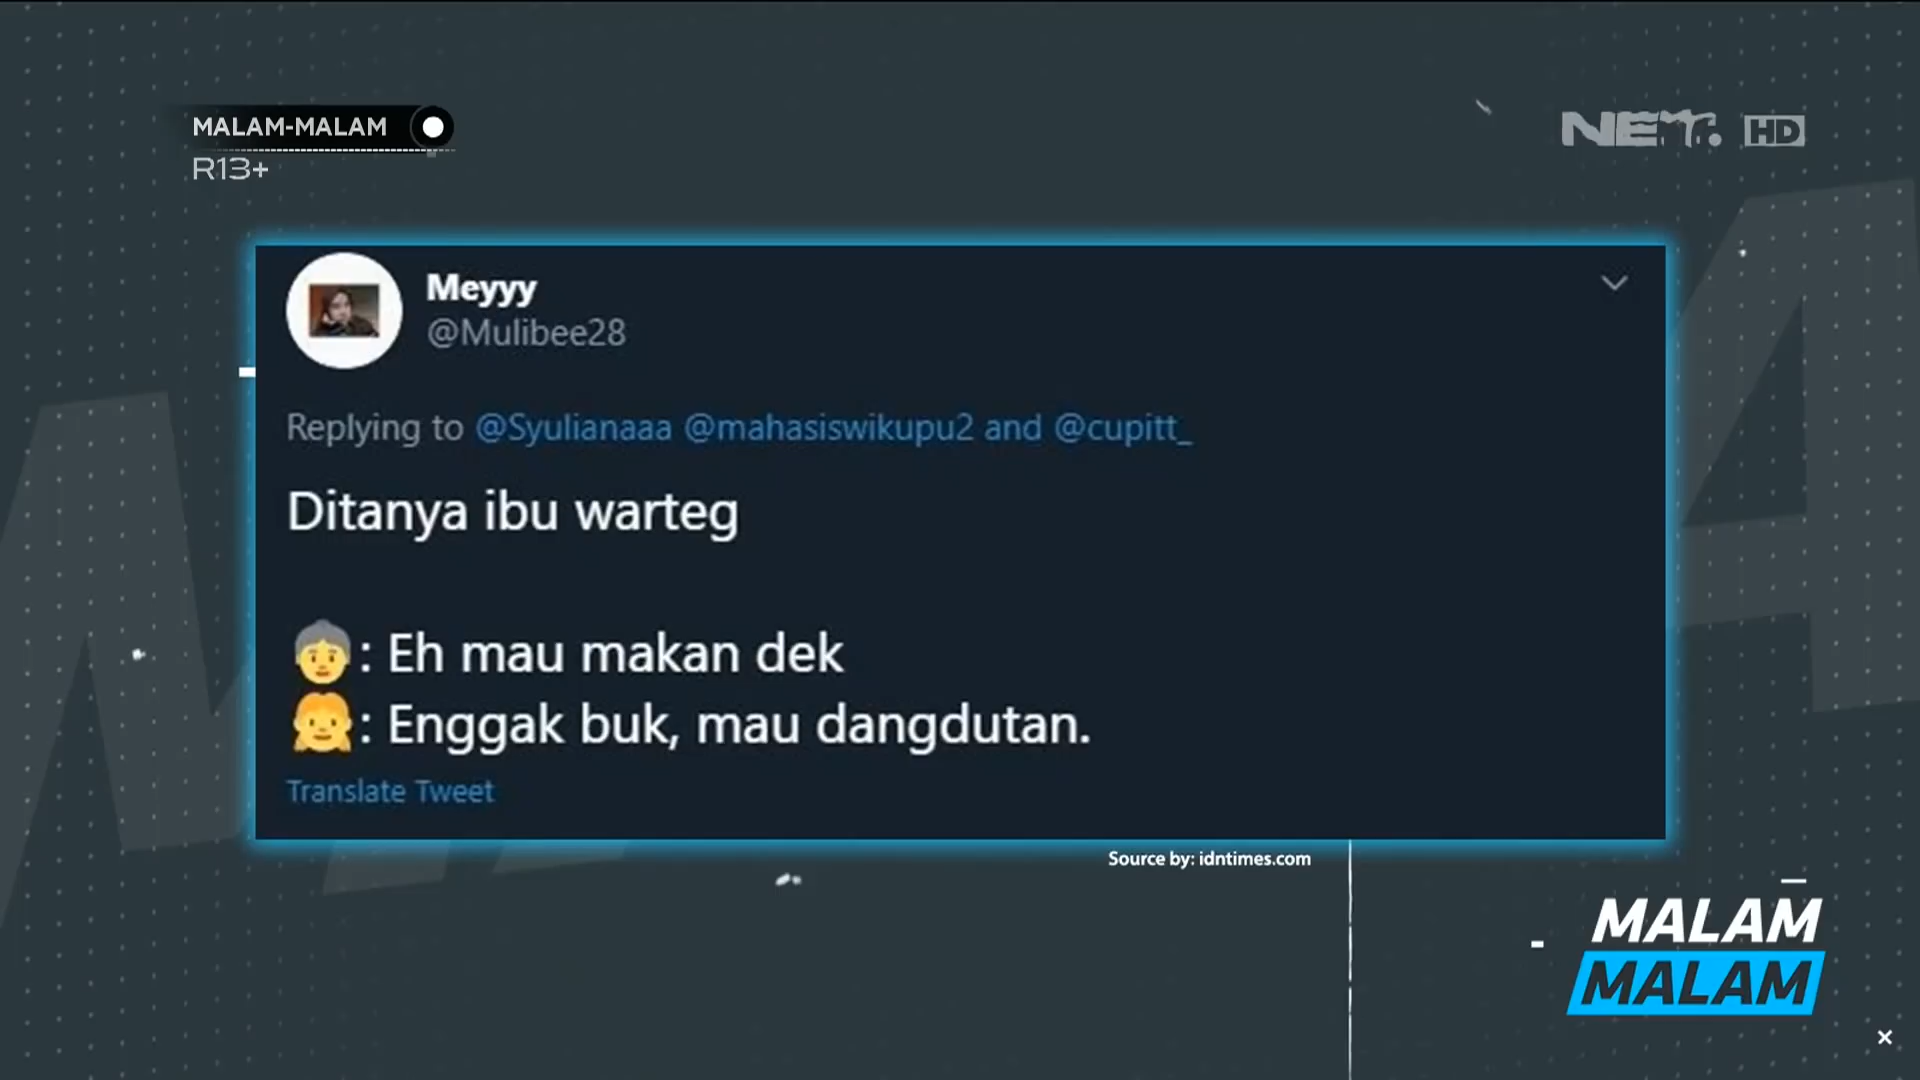 MALAM-MALAM
R13+
NET. HD
Meyyy
@Mulibee28
Replying to @Syulianaaa @mahasiswikupu2 and @cupitt_
Ditanya ibu warteg
👵: Eh mau makan dek
👧: Enggak buk, mau dangdutan.
Translate Tweet
Source by: idntimes.com
MALAM
MALAM